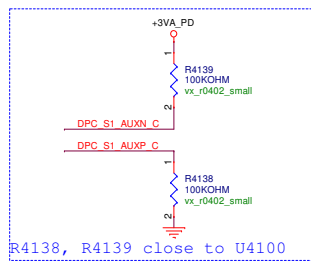 +3VA_PD
1
R4139
100KOHM
vx_r0402_small
2
DPC_S1_AUXN_C
DPC_S1_AUXP_C
1
R4138
100KOHM
vx_r0402_small
2
R4138, R4139 close to U4100